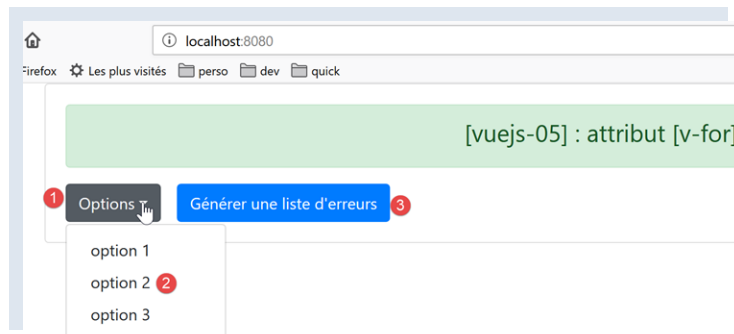 localhost:8080
Firefox Les plus visités perso dev quick
[vuejs-05] : attribut [v-for]
1 Options Générer une liste d'erreurs 3
option 1
option 2 2
option 3